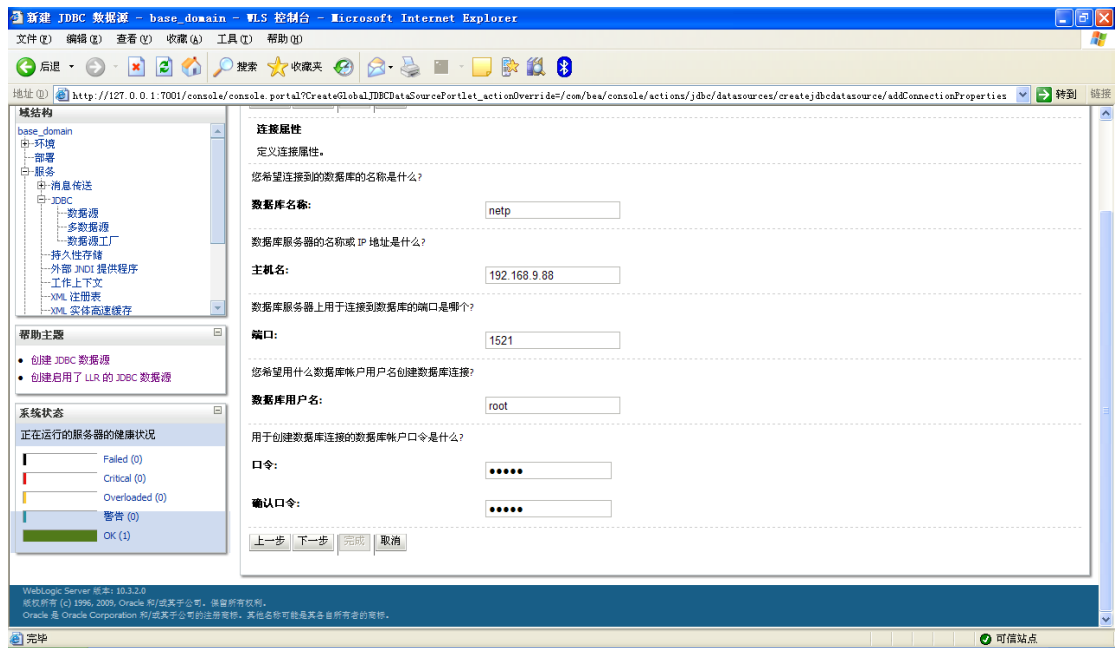 新建 JDBC 数据源 - base_domain - WLS 控制台 - Microsoft Internet Explorer
文件(F) 编辑(E) 查看(V) 收藏(A) 工具(T) 帮助(H)
后退 搜索 收藏夹
地址(D) http://127.0.0.1:7001/console/console.portal?CreateGlobalJDBCDataSourcePortlet_actionOverride=/com/bea/console/actions/jdbc/datasources/createjdbcdatasource/addConnectionProperties 转到 链接
域结构
base_domain
环境
部署
服务
消息传送
JDBC
数据源
多数据源
数据源工厂
持久性存储
外部 JNDI 提供程序
工作上下文
XML 注册表
XML 实体高速缓存
帮助主题
创建 JDBC 数据源
创建启用了 LLR 的 JDBC 数据源
系统状态
正在运行的服务器的健康状况
Failed (0)
Critical (0)
Overloaded (0)
警告 (0)
OK (1)
连接属性
定义连接属性。
您希望连接到的数据库的名称是什么?
数据库名称: netp
数据库服务器的名称或 IP 地址是什么?
主机名: 192.168.9.88
数据库服务器上用于连接到数据库的端口是哪个?
端口: 1521
您希望用什么数据库帐户用户名创建数据库连接?
数据库用户名: root
用于创建数据库连接的数据库帐户口令是什么?
口令: •••••
确认口令: •••••
上一步 下一步 完成 取消
WebLogic Server 版本: 10.3.2.0
版权所有 (c) 1996, 2009, Oracle 和/或其子公司。保留所有权利。
Oracle 是 Oracle Corporation 和/或其子公司的注册商标。其他名称可能是其各自所有者的商标。
完毕 可信站点